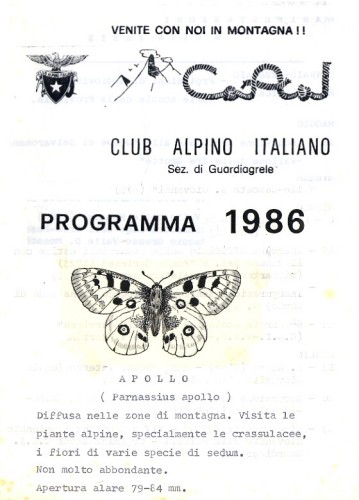 VENITE CON NOI IN MONTAGNA!!
C.A.I.
CLUB ALPINO ITALIANO
Sez. di Guardiagrele
PROGRAMMA 1986
APOLLO
( Parnassius apollo )
Diffusa nelle zone di montagna. Visita le
piante alpine, specialmente le crassulacee,
i fiori di varie specie di sedum.
Non molto abbondante.
Apertura alare 79-84 mm.